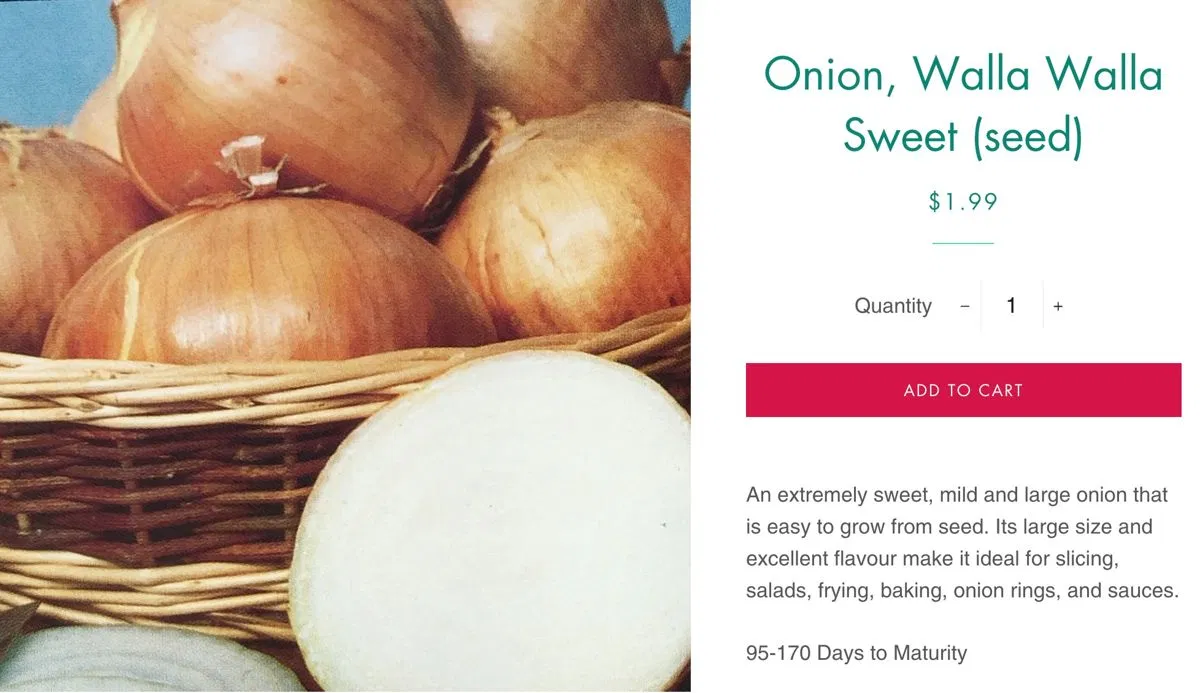 Onion, Walla Walla
Sweet (seed)
$1.99
Quantity − 1 +
ADD TO CART
An extremely sweet, mild and large onion that
is easy to grow from seed. Its large size and
excellent flavour make it ideal for slicing,
salads, frying, baking, onion rings, and sauces.
95-170 Days to Maturity